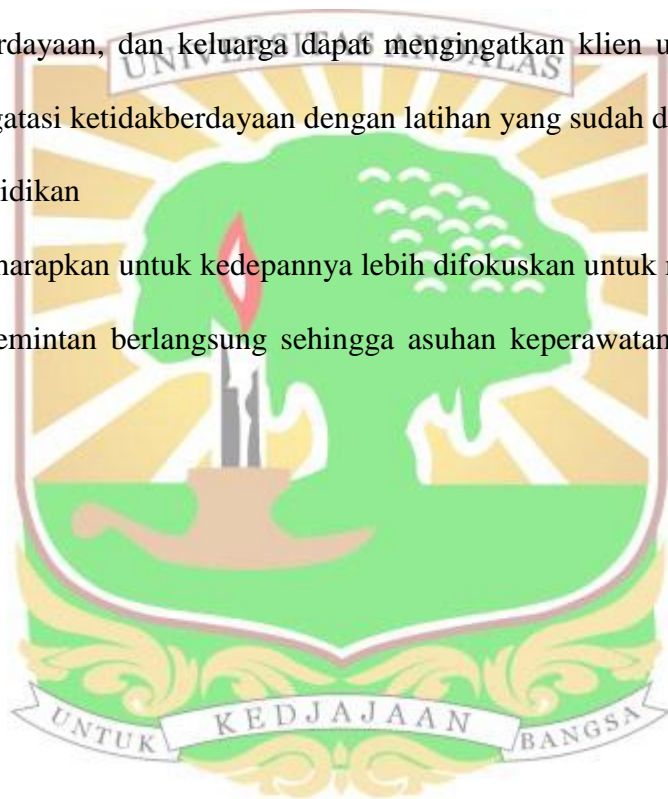 rdayaan, dan keluarga dapat mengingatkan klien u
UNIVERSITAS ANDALAS
gatasi ketidakberdayaan dengan latihan yang sudah d
idikan
harapkan untuk kedepannya lebih difokuskan untuk
emintan berlangsung sehingga asuhan keperawatan
UNTUK KEDJAJAAN BANGSA